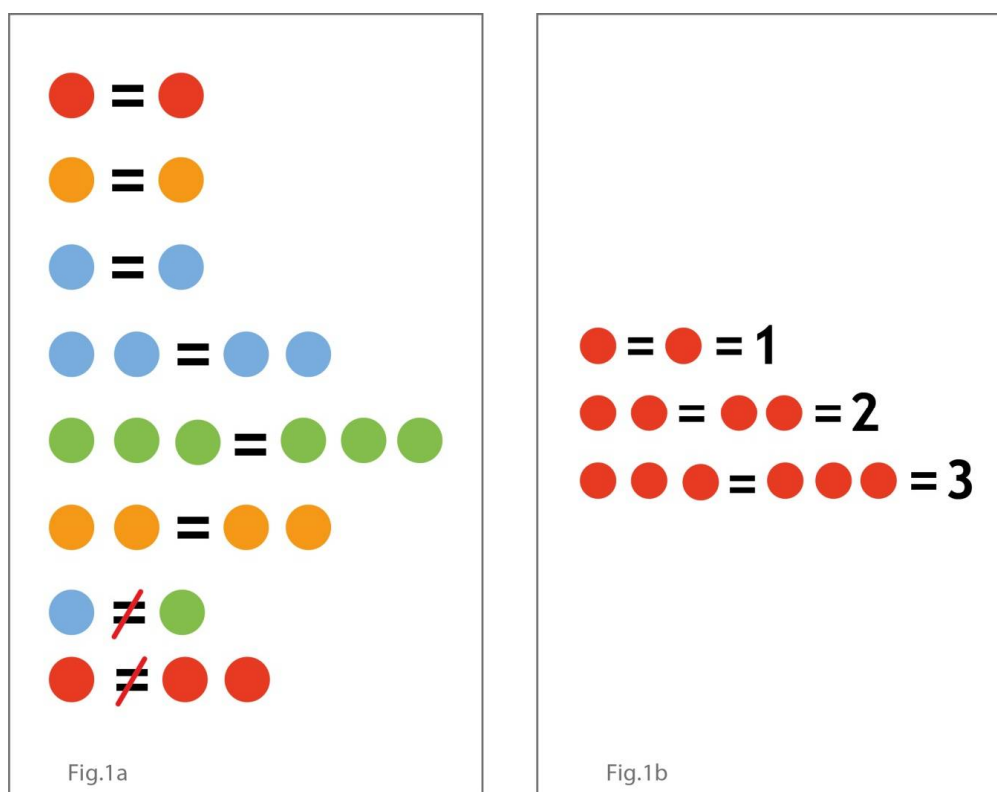 =
=
=
=
=
=
≠
≠
Fig.1a
= = 1
= = 2
= = 3
Fig.1b